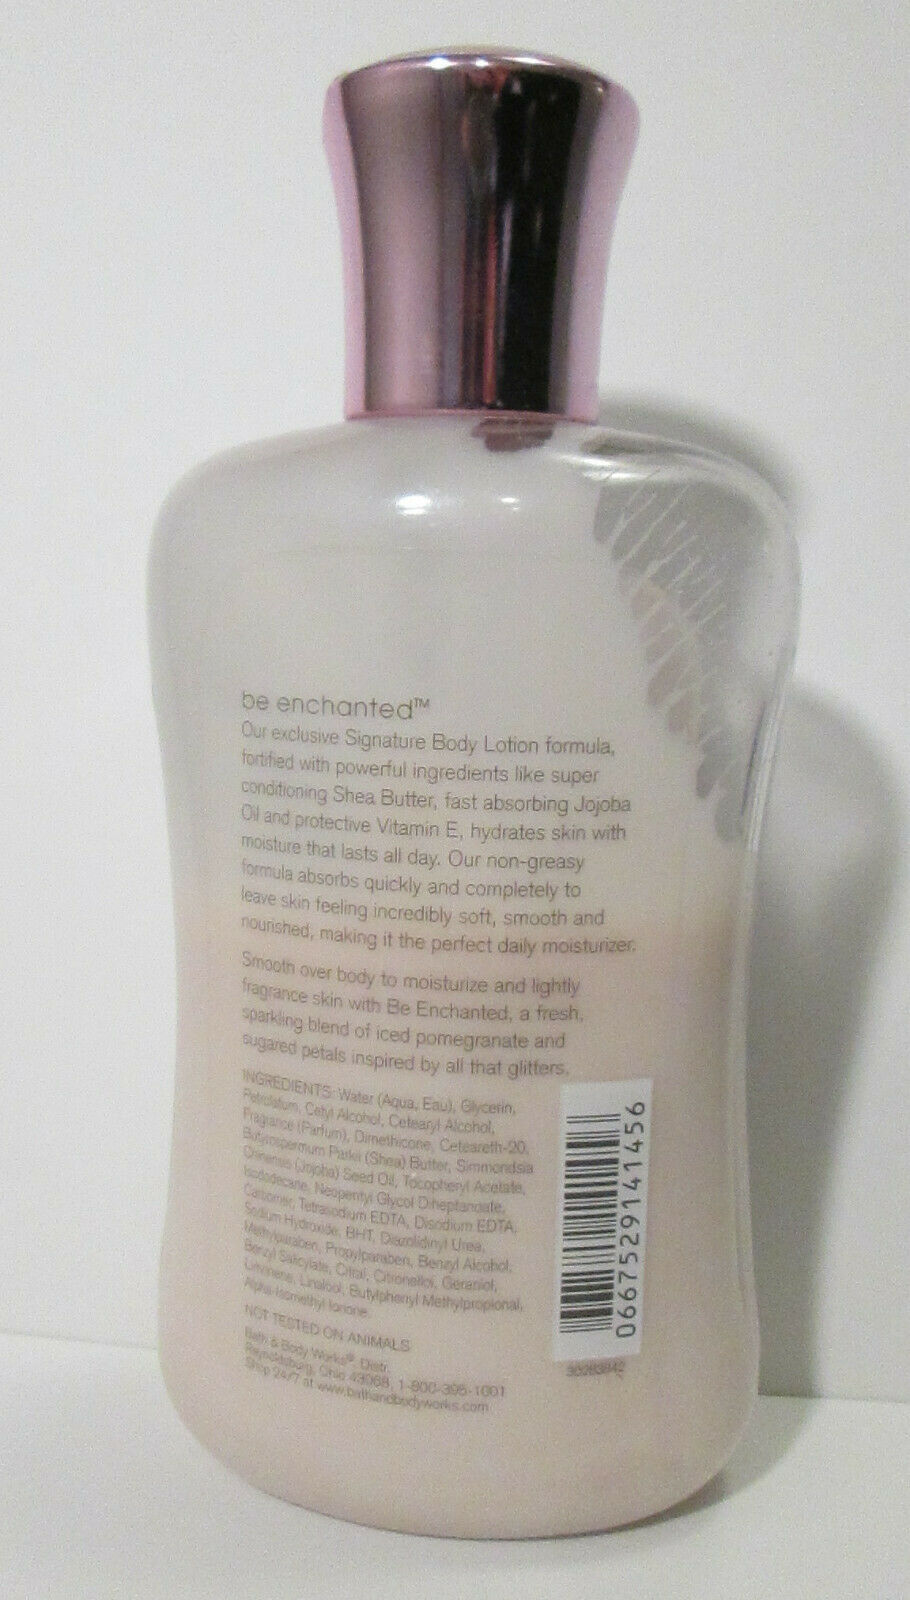 be enchanted™
Our exclusive Signature Body Lotion formula,
fortified with powerful ingredients like super
conditioning Shea Butter, fast absorbing Jojoba
Oil and protective Vitamin E, hydrates skin with
moisture that lasts all day. Our non-greasy
formula absorbs quickly and completely to
leave skin feeling incredibly soft, smooth and
nourished, making it the perfect daily moisturizer.
Smooth over body to moisturize and lightly
fragrance skin with Be Enchanted, a fresh,
sparkling blend of iced pomegranate and
sugared petals inspired by all that glitters.
INGREDIENTS: Water (Aqua, Eau), Glycerin,
Petrolatum, Cetyl Alcohol, Cetearyl Alcohol,
Fragrance (Parfum), Dimethicone, Ceteareth-20,
Butyrospermum Parkii (Shea) Butter, Simmondsia
Chinensis (Jojoba) Seed Oil, Tocopheryl Acetate,
Isododecane, Neopentyl Glycol Diheptanoate,
Carbomer, Tetrasodium EDTA, Disodium EDTA,
Sodium Hydroxide, BHT, Diazolidinyl Urea,
Methylparaben, Propylparaben, Benzyl Alcohol,
Benzyl Salicylate, Citral, Citronellol, Geraniol,
Limonene, Linalool, Butylphenyl Methylpropional,
Alpha-Isomethyl Ionone.
NOT TESTED ON ANIMALS
Bath & Body Works®, Distr.
Reynoldsburg, Ohio 43068, 1-800-395-1001
Shop 24/7 at www.bathandbodyworks.com
0667529141456